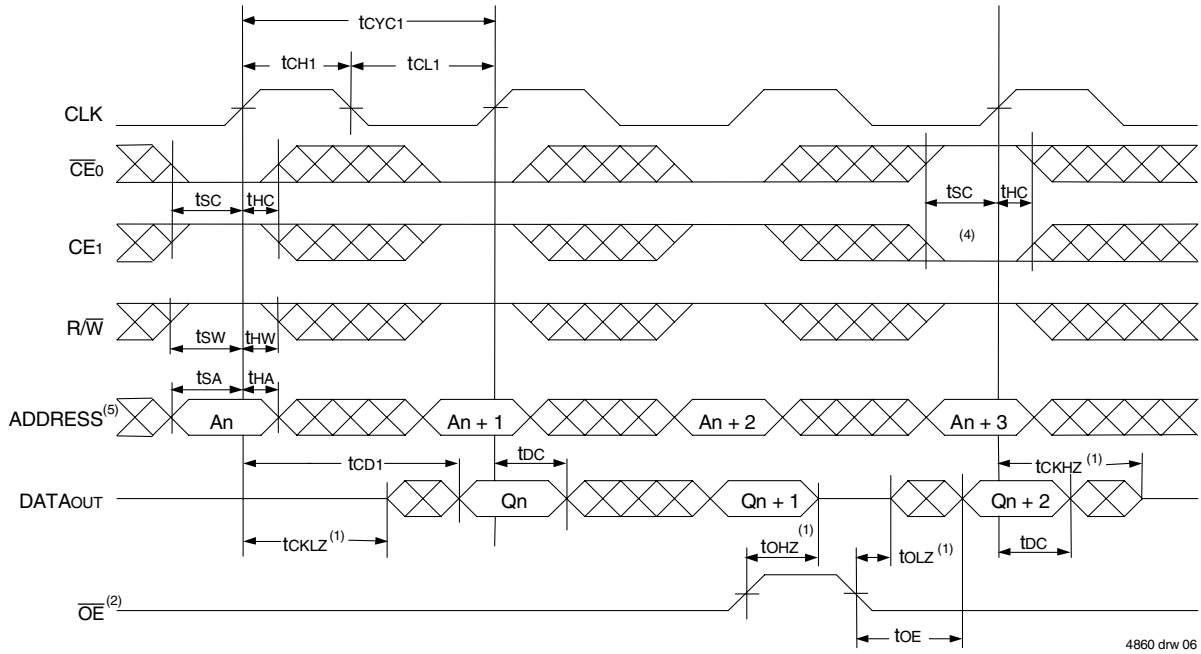 tCYC1
tCH1 tCL1
CLK
CE0
tSC tHC tSC tHC
CE1 (4)
R/W
tSW tHW
tSA tHA
ADDRESS(5) An An + 1 An + 2 An + 3
tCD1 tDC tCKHZ (1)
DATAOUT Qn Qn + 1 Qn + 2
tCKLZ (1) tOHZ (1) tOLZ (1) tDC
OE (2)
tOE
4860 drw 06